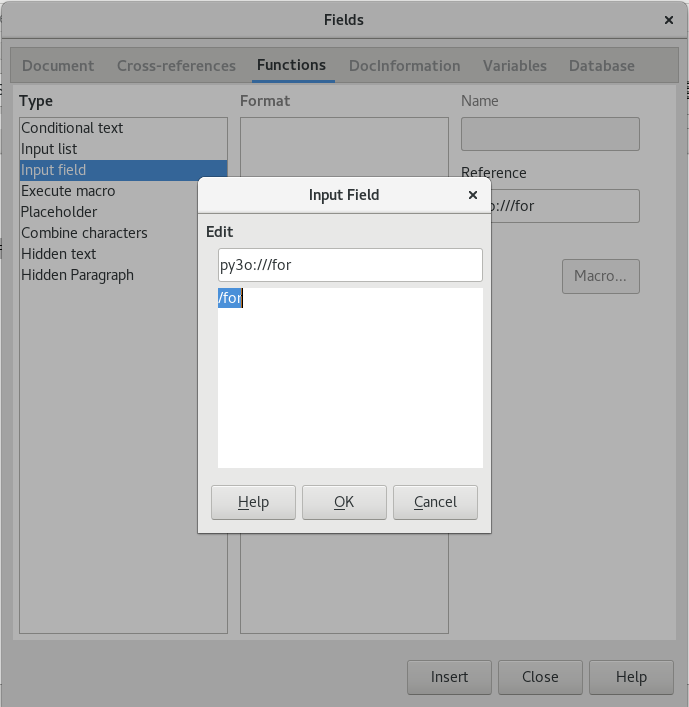 Fields
Document Cross-references Functions DocInformation Variables Database
Type Format Name
Conditional text
Input list
Input field
Execute macro
Placeholder
Combine characters
Hidden text
Hidden Paragraph
Reference
o:///for
Macro...
Input Field
Edit
py3o:///for
/for
Help OK Cancel
Insert Close Help